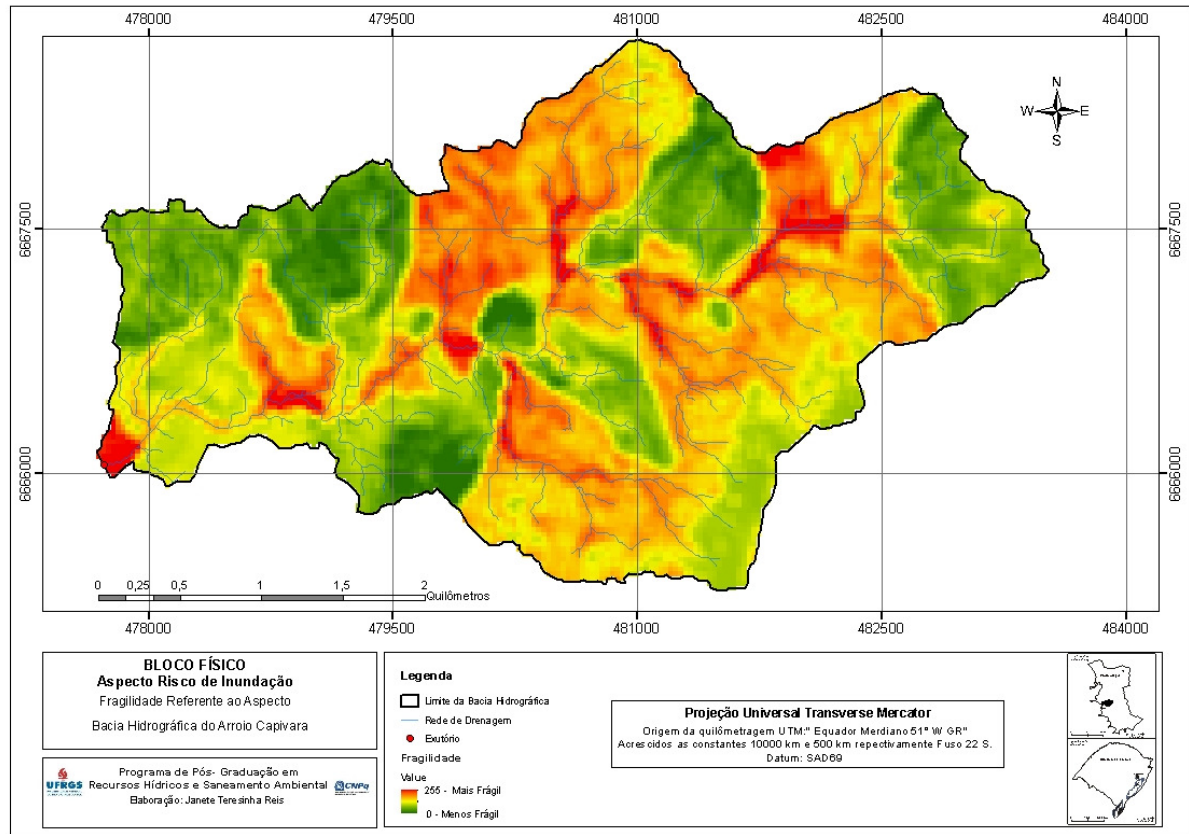 478000 479500 481000 482500 484000
N
W E
S
6667500 6667500
6666000 6666000
0 0,25 0,5 1 1,5 2
Quilômetros
478000 479500 481000 482500 484000
BLOCO FÍSICO
Aspecto Risco de Inundação
Fragilidade Referente ao Aspecto
Bacia Hidrográfica do Arroio Capivara
UFRGS
Programa de Pós- Graduação em
Recursos Hídricos e Saneamento Ambiental
CNPq
Elaboração: Janete Teresinha Reis
Legenda
Limite da Bacia Hidrográfica
Rede de Drenagem
Exutório
Fragilidade
Value
255 - Mais Frágil
0 - Menos Frágil
Projeção Universal Transverse Mercator
Origem da quilômetragem UTM:" Equador Merdiano 51° W GR"
Acrescidos as constantes 10000 km e 500 km repectivamente Fuso 22 S.
Datum: SAD69